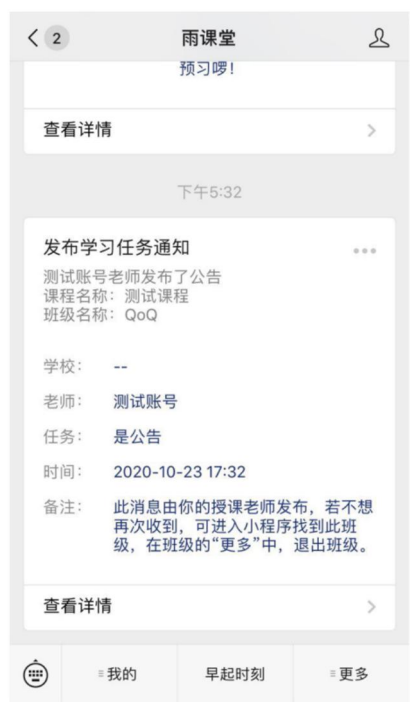 2
雨课堂
预习啰!
查看详情
下午5:32
发布学习任务通知
测试账号老师发布了公告
课程名称：测试课程
班级名称：QoQ
学校： --
老师： 测试账号
任务： 是公告
时间： 2020-10-23 17:32
备注： 此消息由你的授课老师发布，若不想
再次收到，可进入小程序找到此班
级，在班级的“更多”中，退出班级。
查看详情
我的 早起时刻 更多